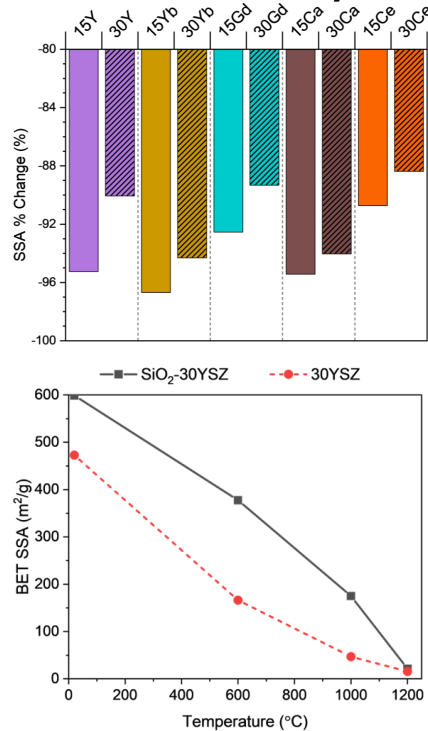 15Y 30Y 15Yb 30Yb 15Gd 30Gd 15Ca 30Ca 15Ce 30Ce
-80
-84
-88
-92
-96
-100
SSA % Change (%)
SiO₂-30YSZ 30YSZ
600
500
400
300
200
100
0
BET SSA (m²/g)
0 200 400 600 800 1000 1200
Temperature (°C)